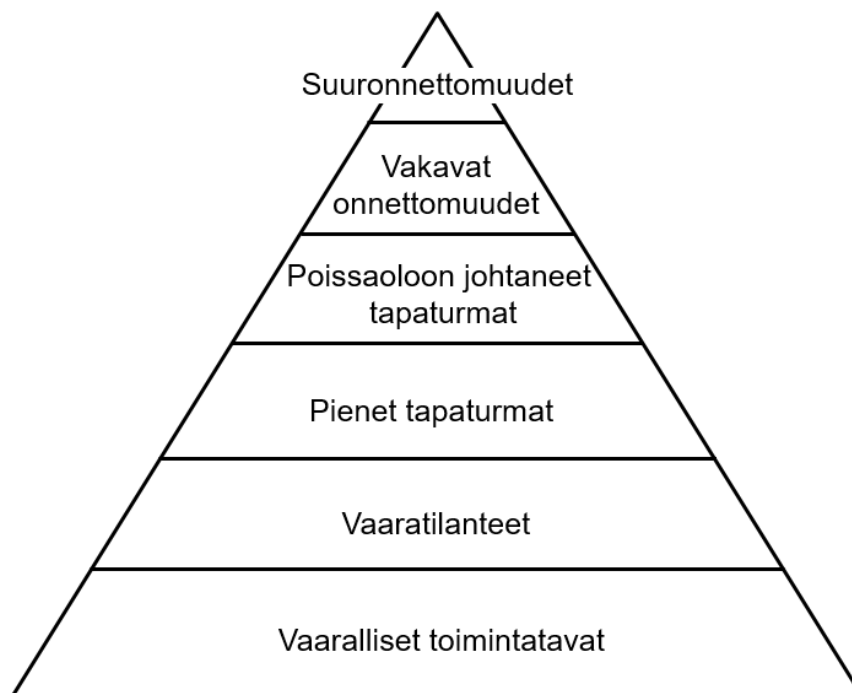 Suuronnettomuudet
Vakavat
onnettomuudet
Poissaoloon johtaneet
tapaturmat
Pienet tapaturmat
Vaaratilanteet
Vaaralliset toimintatavat